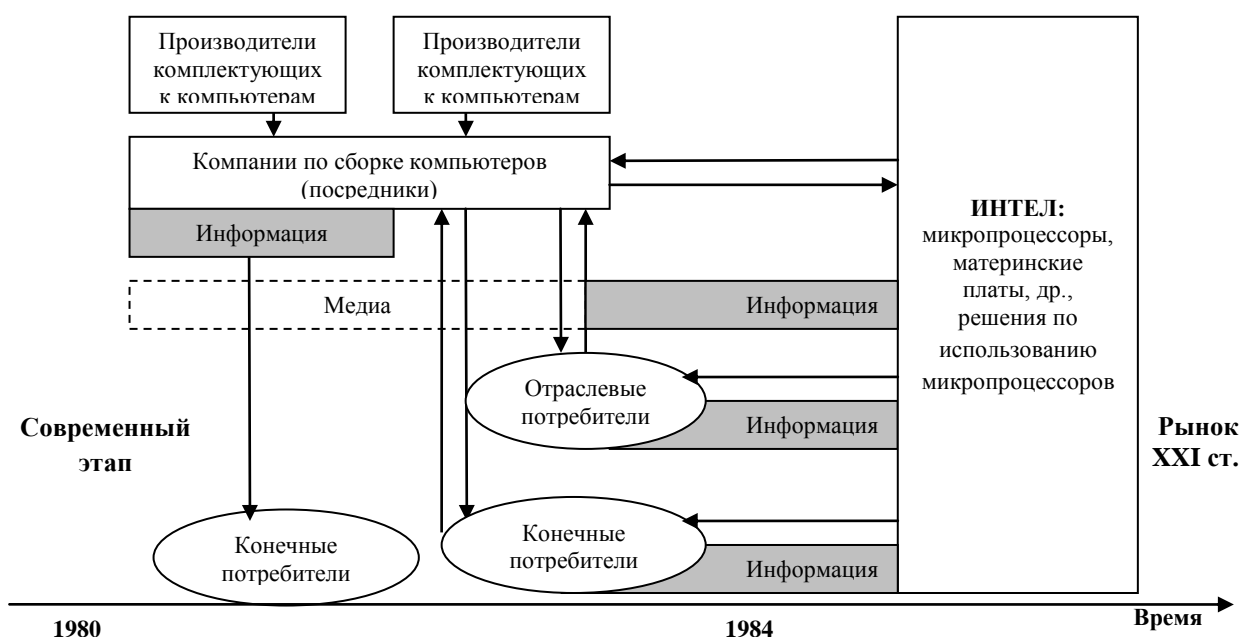 Производители
комплектующих
к компьютерам
Производители
комплектующих
к компьютерам
Компании по сборке компьютеров
(посредники)
Информация
Медиа
Информация
ИНТЕЛ:
микропроцессоры,
материнские
платы, др.,
решения по
использованию
микропроцессоров
Отраслевые
потребители
Информация
Современный
этап
Рынок
XXI ст.
Конечные
потребители
Конечные
потребители
Информация
Время
1980
1984